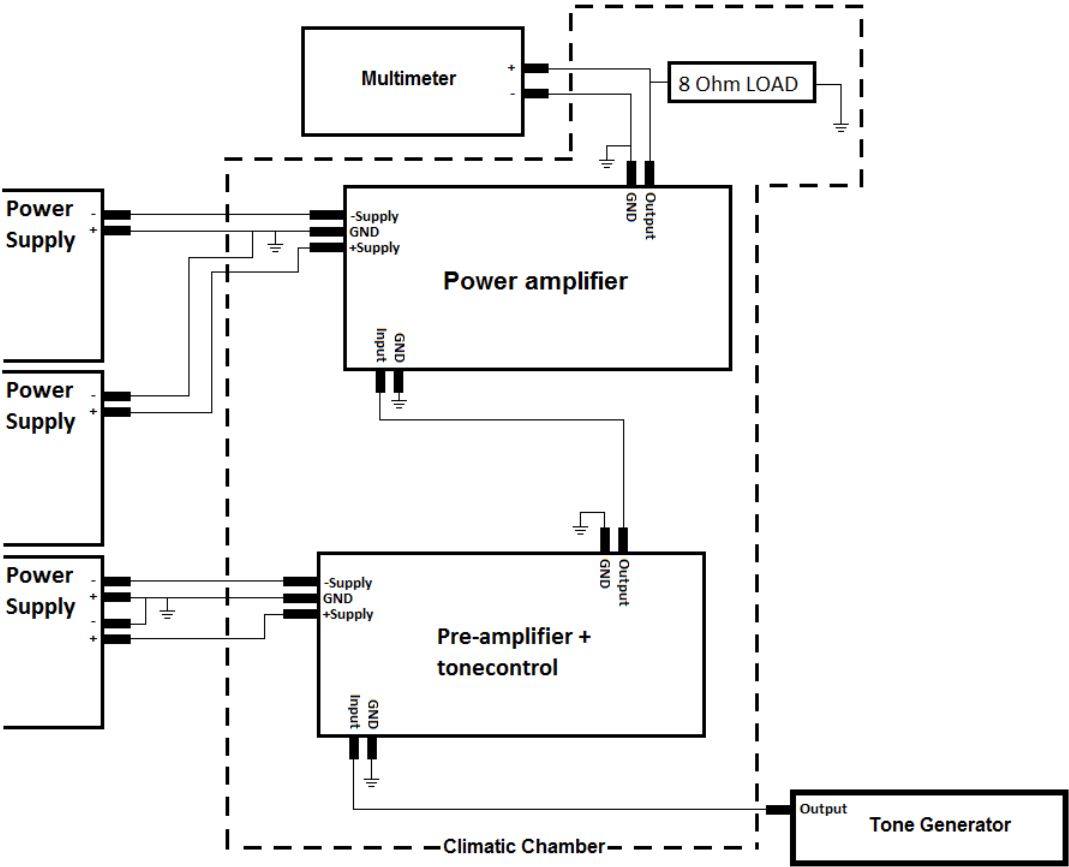 Multimeter
+
-
8 Ohm LOAD
Power
Supply
-
+
-Supply
GND
+Supply
GND
Output
Power amplifier
Input
GND
Power
Supply
-
+
Power
Supply
-
+
-
+
-Supply
GND
+Supply
GND
Output
Pre-amplifier +
tonecontrol
Input
GND
Output
Tone Generator
Climatic Chamber